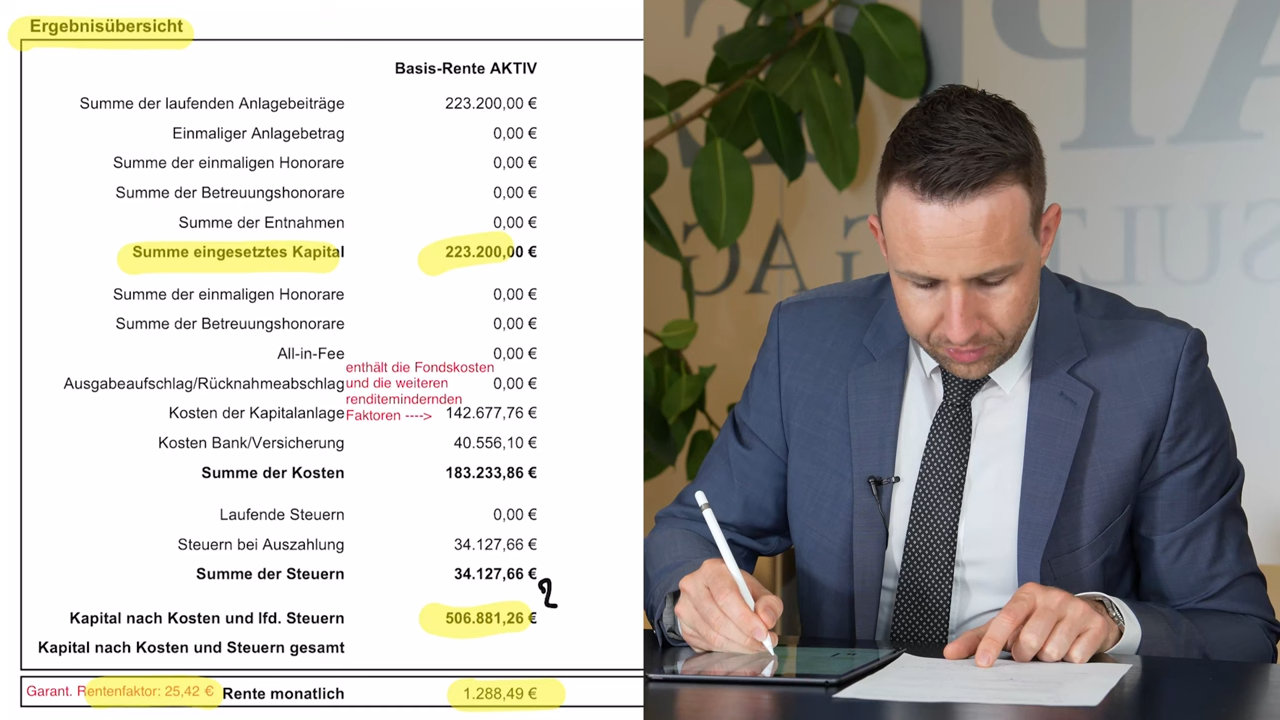 Ergebnisübersicht
Basis-Rente AKTIV
Summe der laufenden Anlagebeiträge 223.200,00 €
Einmaliger Anlagebetrag 0,00 €
Summe der einmaligen Honorare 0,00 €
Summe der Betreuungshonorare 0,00 €
Summe der Entnahmen 0,00 €
Summe eingesetztes Kapital 223.200,00 €
Summe der einmaligen Honorare 0,00 €
Summe der Betreuungshonorare 0,00 €
All-in-Fee 0,00 €
enthält die Fondskosten
Ausgabeaufschlag/Rücknahmeabschlag und die weiteren 0,00 €
renditemindernden
Kosten der Kapitalanlage Faktoren ----> 142.677,76 €
Kosten Bank/Versicherung 40.556,10 €
Summe der Kosten 183.233,86 €
Laufende Steuern 0,00 €
Steuern bei Auszahlung 34.127,66 €
Summe der Steuern 34.127,66 €
Kapital nach Kosten und lfd. Steuern 506.881,26 €
Kapital nach Kosten und Steuern gesamt
Garant. Rentenfaktor: 25,42 € Rente monatlich 1.288,49 €
AG